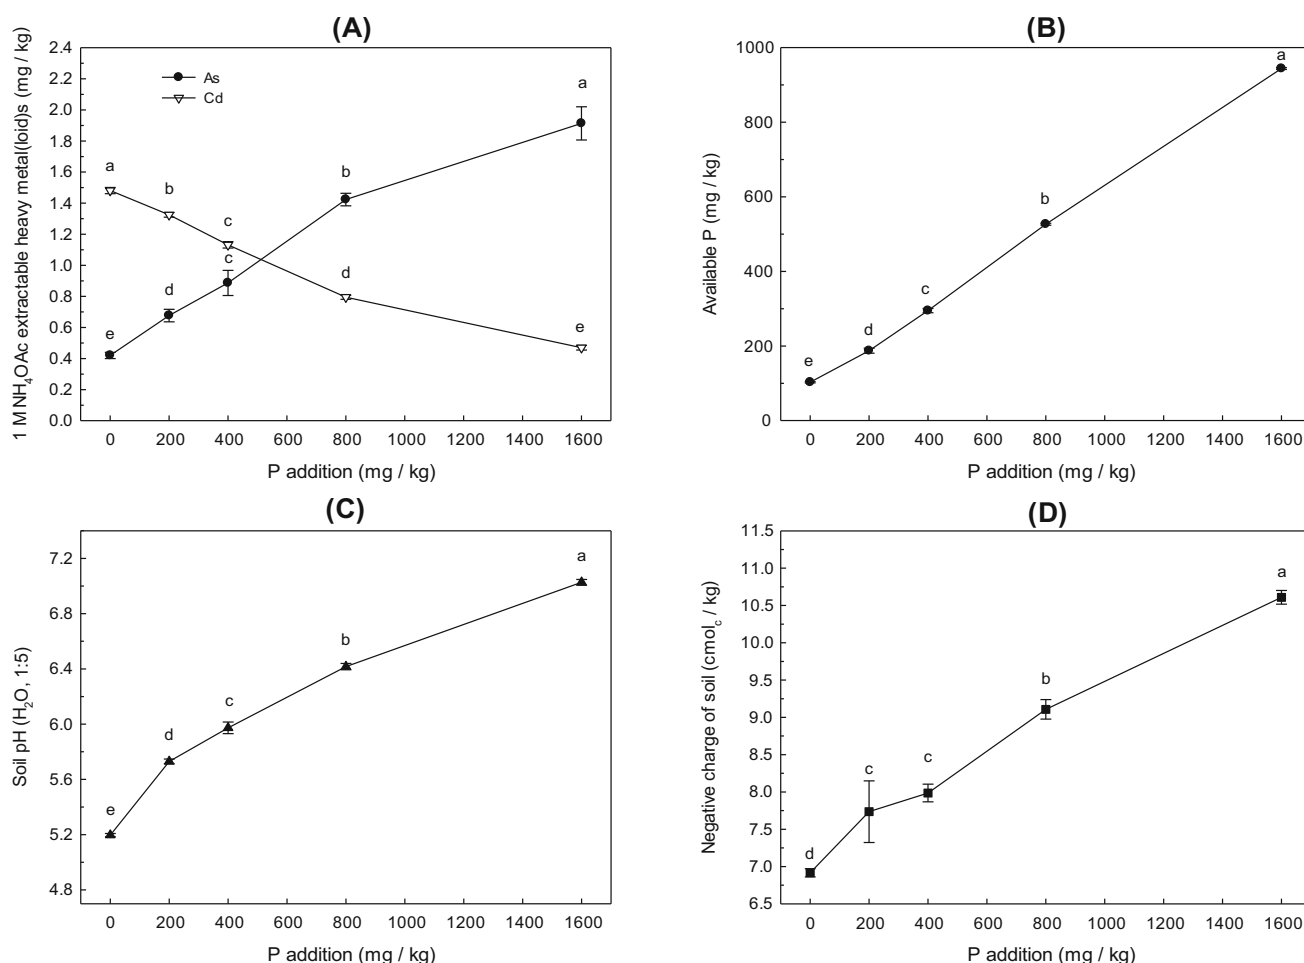 (A)
1 M NH₄OAc extractable heavy metal(loid)s (mg / kg)
2.4
2.2
2.0
1.8
1.6
1.4
1.2
1.0
0.8
0.6
0.4
0.2
0.0
As
Cd
a
b
c
d
e
e
d
c
b
a
0 200 400 600 800 1000 1200 1400 1600
P addition (mg / kg)
(B)
Available P (mg / kg)
1000
800
600
400
200
0
e
d
c
b
a
0 200 400 600 800 1000 1200 1400 1600
P addition (mg / kg)
(C)
Soil pH (H₂O, 1:5)
7.2
6.8
6.4
6.0
5.6
5.2
4.8
e
d
c
b
a
0 200 400 600 800 1000 1200 1400 1600
P addition (mg / kg)
(D)
Negative charge of soil (cmol꜀ / kg)
11.5
11.0
10.5
10.0
9.5
9.0
8.5
8.0
7.5
7.0
6.5
d
c
c
b
a
0 200 400 600 800 1000 1200 1400 1600
P addition (mg / kg)